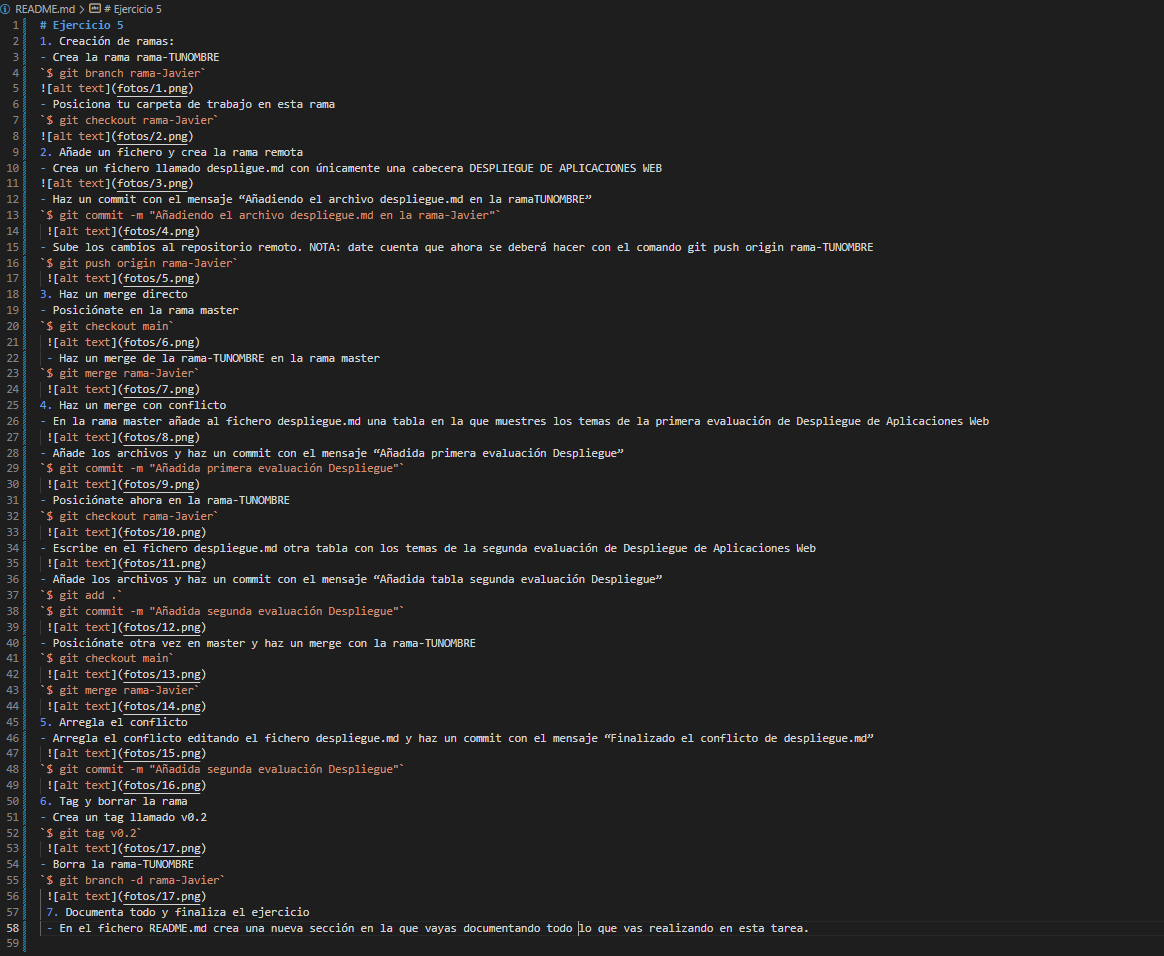 README.md > # Ejercicio 5
1 # Ejercicio 5
2 1. Creación de ramas:
3 - Crea la rama rama-TUNOMBRE
4 `$ git branch rama-Javier`
5 ![alt text](fotos/1.png)
6 - Posiciona tu carpeta de trabajo en esta rama
7 `$ git checkout rama-Javier`
8 ![alt text](fotos/2.png)
9 2. Añade un fichero y crea la rama remota
10 - Crea un fichero llamado despligue.md con únicamente una cabecera DESPLIEGUE DE APLICACIONES WEB
11 ![alt text](fotos/3.png)
12 - Haz un commit con el mensaje “Añadiendo el archivo despliegue.md en la ramaTUNOMBRE”
13 `$ git commit -m "Añadiendo el archivo despliegue.md en la rama-Javier"`
14 ![alt text](fotos/4.png)
15 - Sube los cambios al repositorio remoto. NOTA: date cuenta que ahora se deberá hacer con el comando git push origin rama-TUNOMBRE
16 `$ git push origin rama-Javier`
17 ![alt text](fotos/5.png)
18 3. Haz un merge directo
19 - Posiciónate en la rama master
20 `$ git checkout main`
21 ![alt text](fotos/6.png)
22 - Haz un merge de la rama-TUNOMBRE en la rama master
23 `$ git merge rama-Javier`
24 ![alt text](fotos/7.png)
25 4. Haz un merge con conflicto
26 - En la rama master añade al fichero despliegue.md una tabla en la que muestres los temas de la primera evaluación de Despliegue de Aplicaciones Web
27 ![alt text](fotos/8.png)
28 - Añade los archivos y haz un commit con el mensaje “Añadida primera evaluación Despliegue”
29 `$ git commit -m "Añadida primera evaluación Despliegue"`
30 ![alt text](fotos/9.png)
31 - Posiciónate ahora en la rama-TUNOMBRE
32 `$ git checkout rama-Javier`
33 ![alt text](fotos/10.png)
34 - Escribe en el fichero despliegue.md otra tabla con los temas de la segunda evaluación de Despliegue de Aplicaciones Web
35 ![alt text](fotos/11.png)
36 - Añade los archivos y haz un commit con el mensaje “Añadida tabla segunda evaluación Despliegue”
37 `$ git add .`
38 `$ git commit -m "Añadida segunda evaluación Despliegue"`
39 ![alt text](fotos/12.png)
40 - Posiciónate otra vez en master y haz un merge con la rama-TUNOMBRE
41 `$ git checkout main`
42 ![alt text](fotos/13.png)
43 `$ git merge rama-Javier`
44 ![alt text](fotos/14.png)
45 5. Arregla el conflicto
46 - Arregla el conflicto editando el fichero despliegue.md y haz un commit con el mensaje “Finalizado el conflicto de despliegue.md”
47 ![alt text](fotos/15.png)
48 `$ git commit -m "Añadida segunda evaluación Despliegue"`
49 ![alt text](fotos/16.png)
50 6. Tag y borrar la rama
51 - Crea un tag llamado v0.2
52 `$ git tag v0.2`
53 ![alt text](fotos/17.png)
54 - Borra la rama-TUNOMBRE
55 `$ git branch -d rama-Javier`
56 ![alt text](fotos/17.png)
57 7. Documenta todo y finaliza el ejercicio
58 - En el fichero README.md crea una nueva sección en la que vayas documentando todo lo que vas realizando en esta tarea.
59